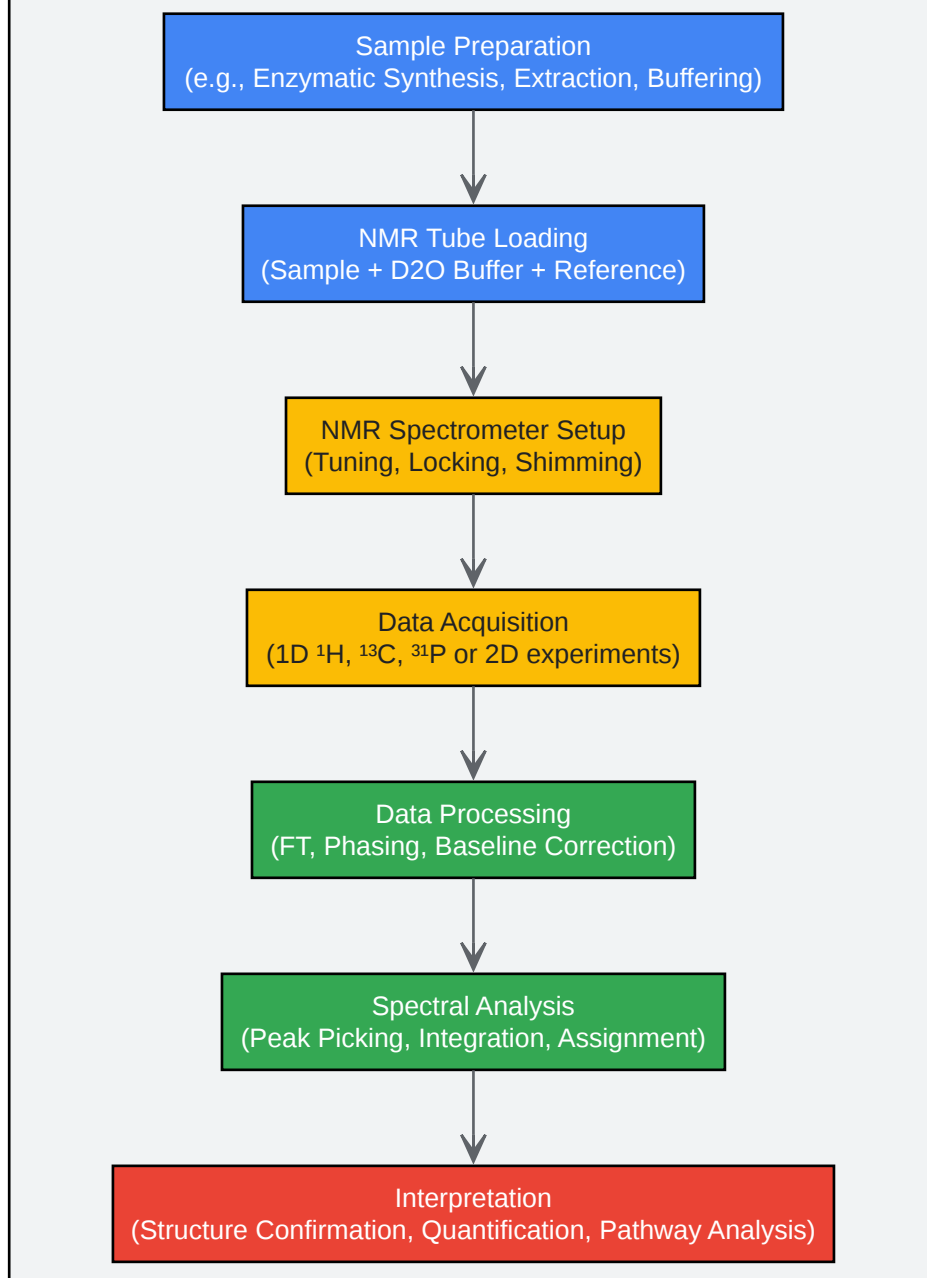 Sample Preparation
(e.g., Enzymatic Synthesis, Extraction, Buffering)
NMR Tube Loading
(Sample + D2O Buffer + Reference)
NMR Spectrometer Setup
(Tuning, Locking, Shimming)
Data Acquisition
(1D ¹H, ¹³C, ³¹P or 2D experiments)
Data Processing
(FT, Phasing, Baseline Correction)
Spectral Analysis
(Peak Picking, Integration, Assignment)
Interpretation
(Structure Confirmation, Quantification, Pathway Analysis)